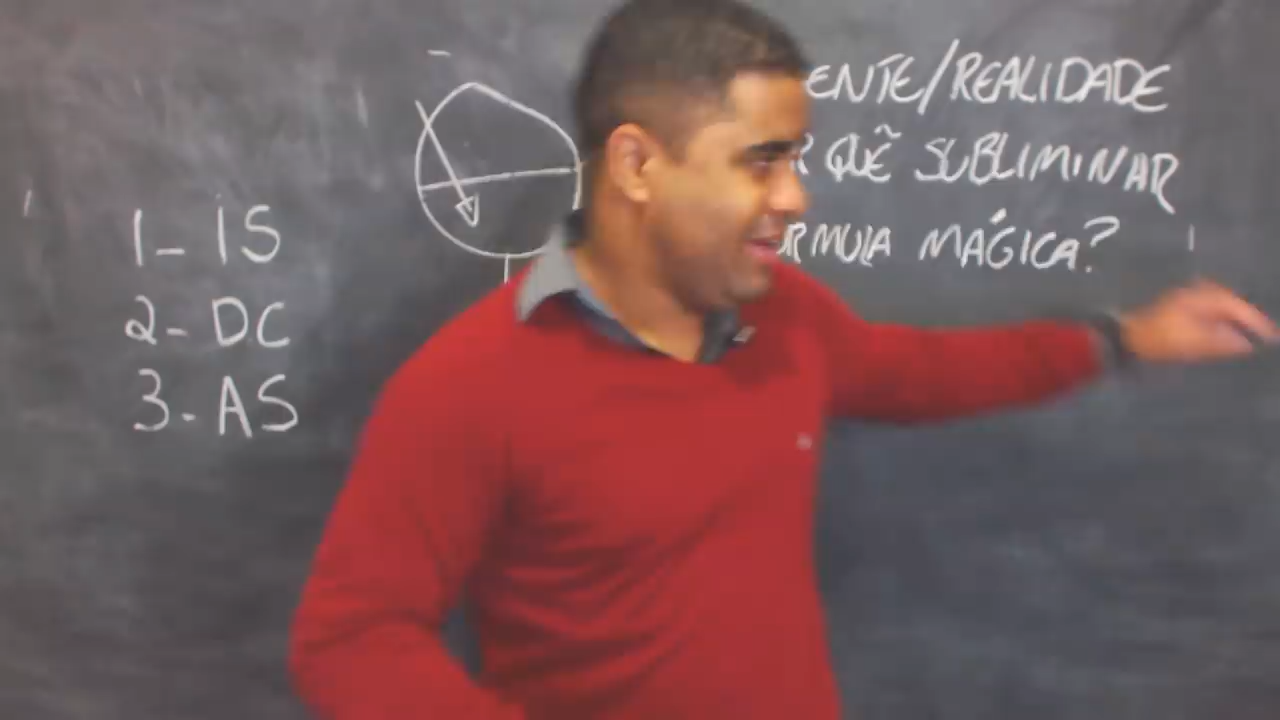 1- IS
2- DC
3- AS
ENTE/REALIDADE
R QUÊ SUBLIMINAR
RMULA MÁGICA?